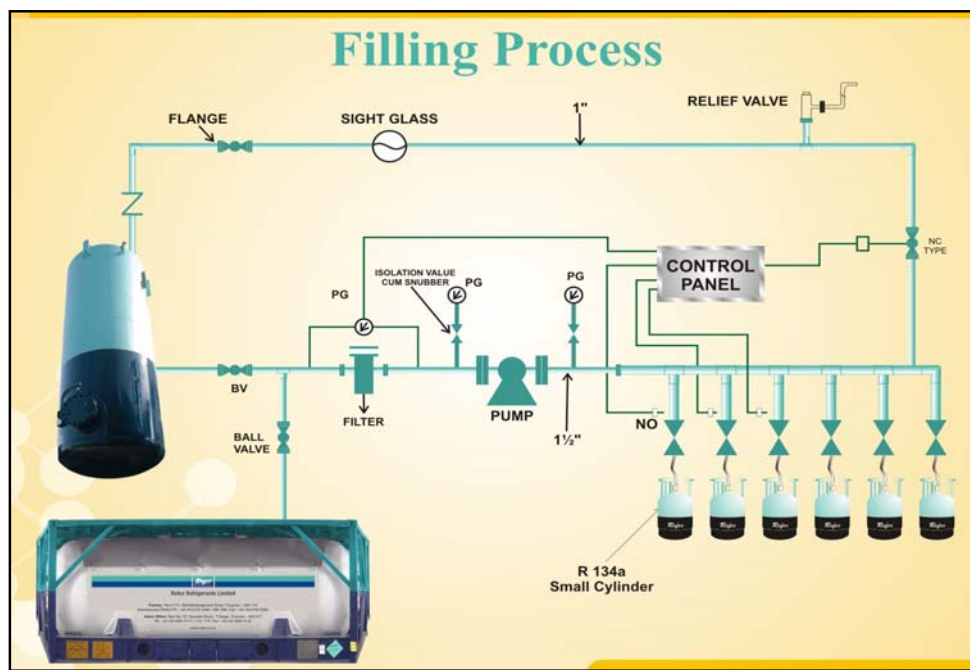 Filling Process
RELIEF VALVE
FLANGE
SIGHT GLASS
1"
NC
TYPE
CONTROL
PANEL
ISOLATION VALUE
CUM SNUBBER
PG
PG
PG
BV
FILTER
PUMP
1½"
NO
BALL
VALVE
R 134a
Small Cylinder
Refex Refrigerants Limited